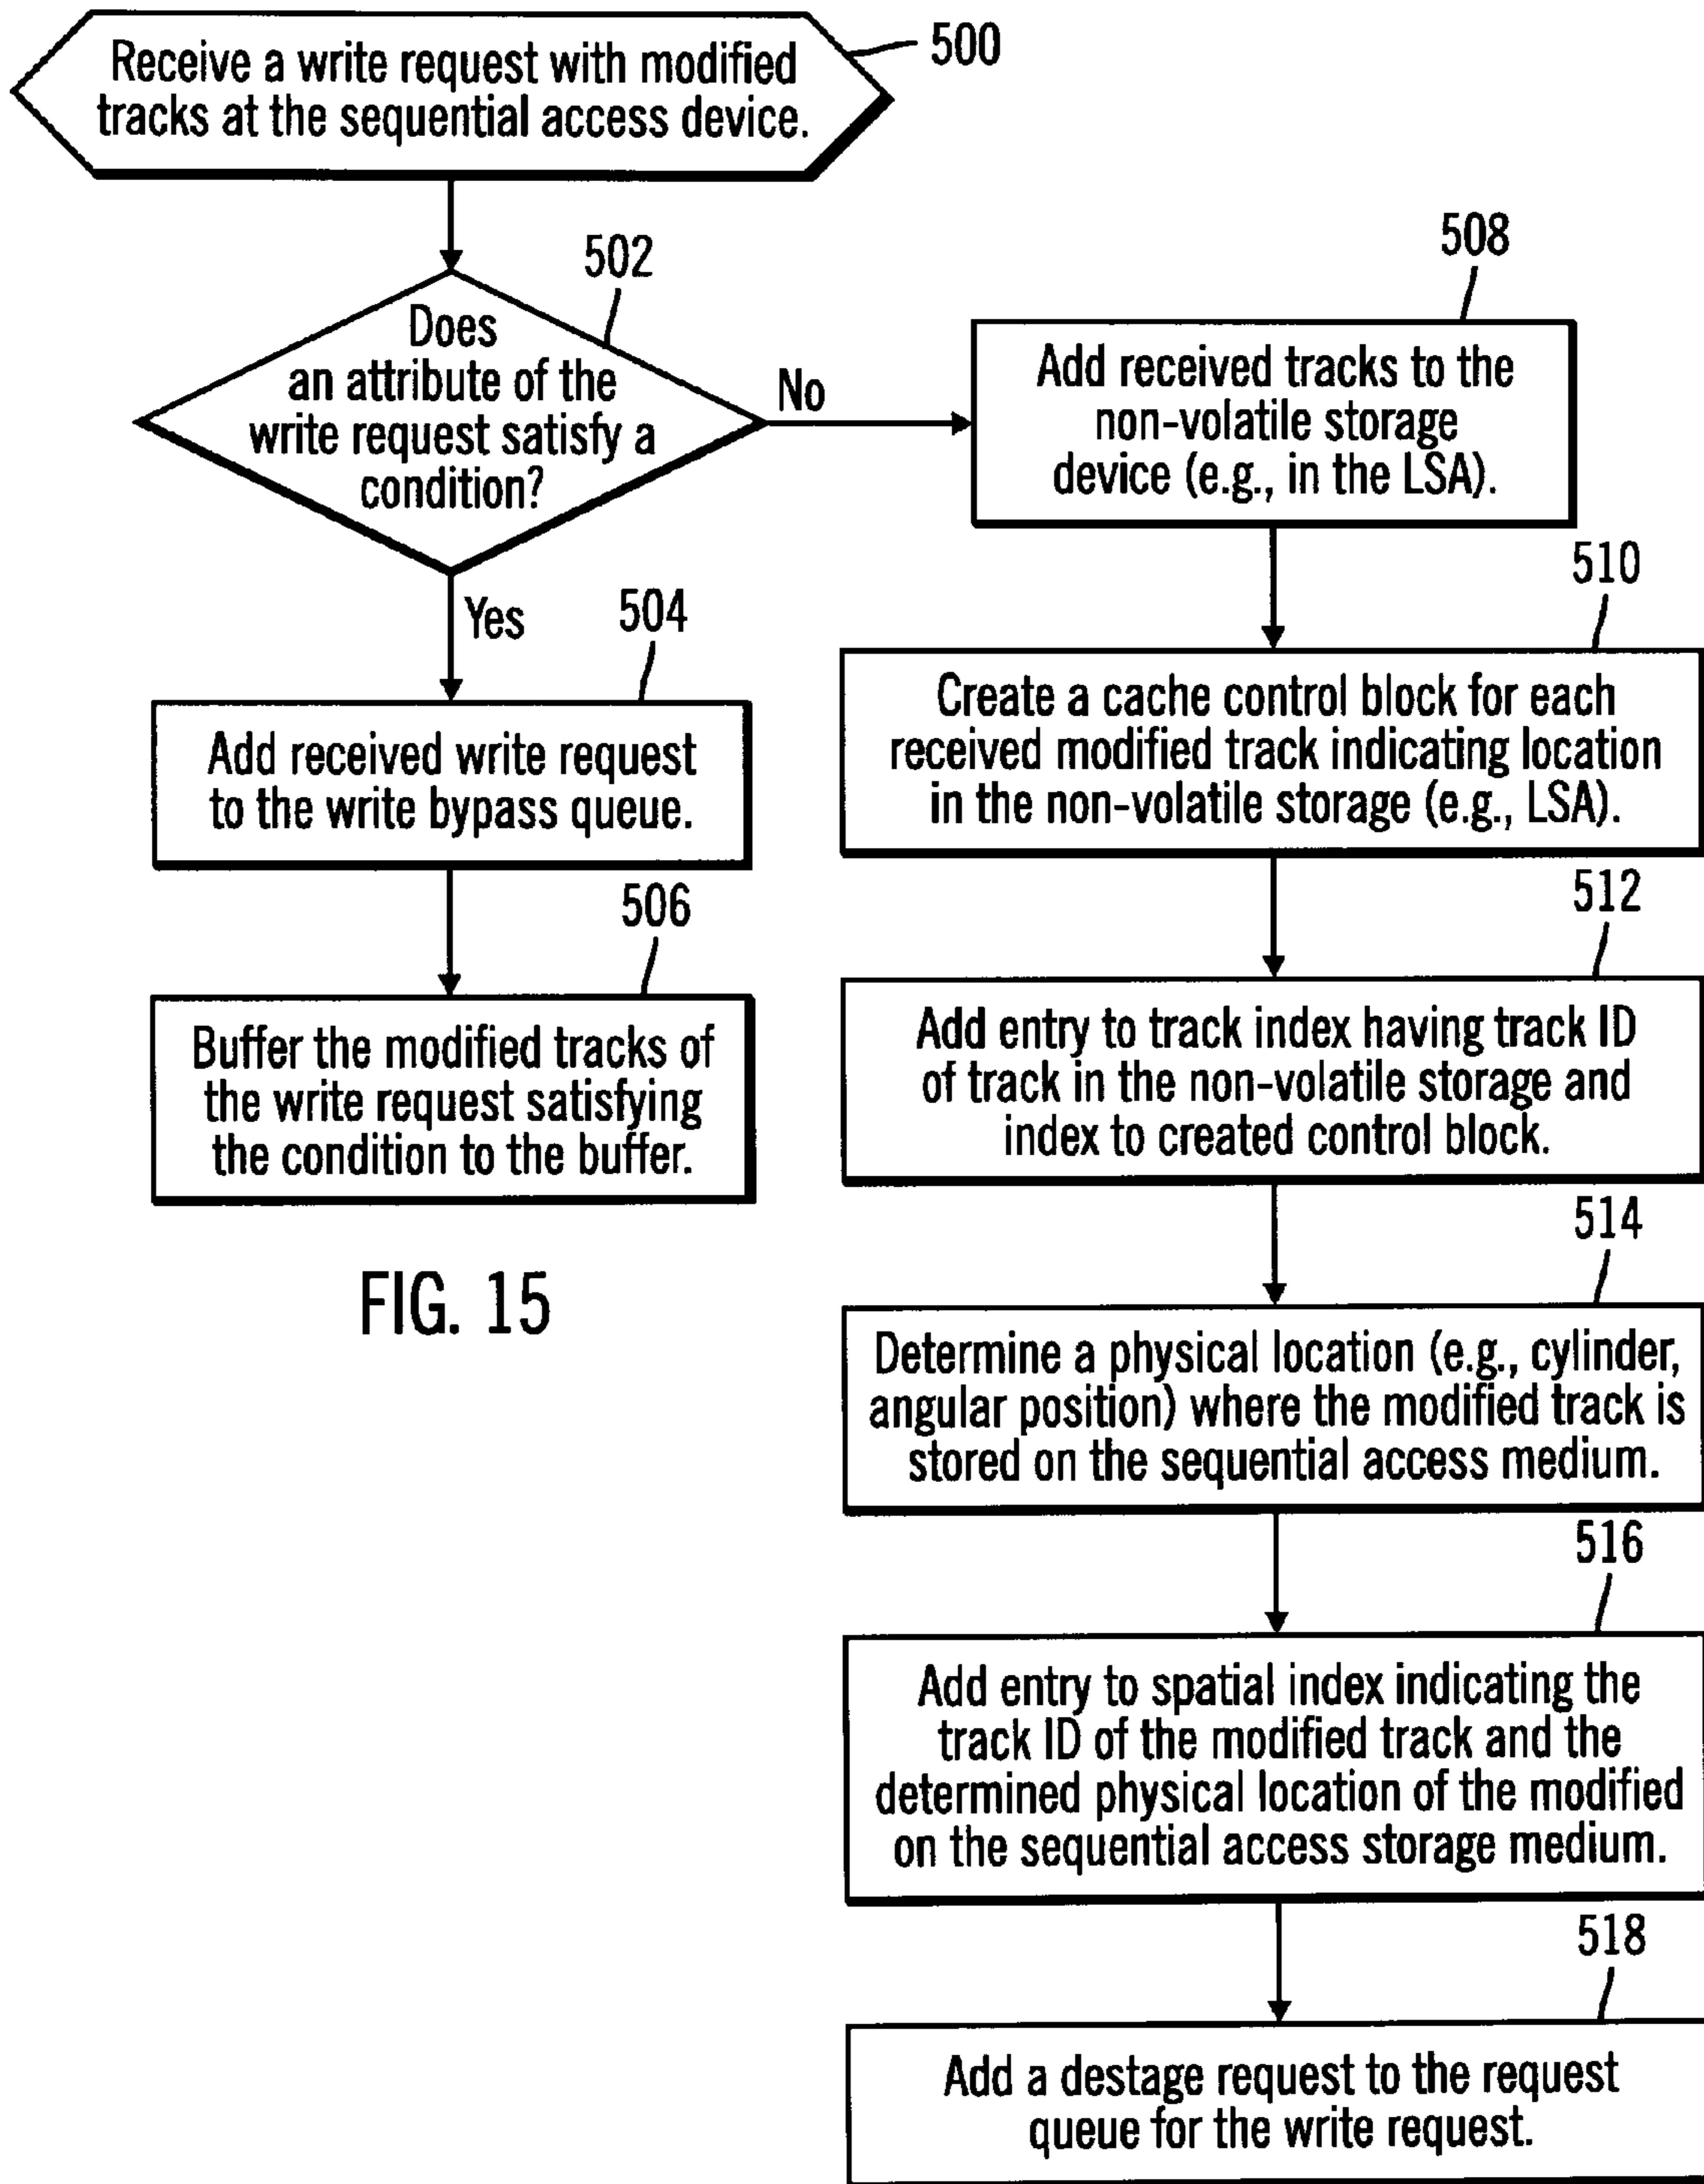 Receive a write request with modified
tracks at the sequential access device.
500
502
Does
an attribute of the
write request satisfy a
condition?
No
Yes
504
Add received write request
to the write bypass queue.
506
Buffer the modified tracks of
the write request satisfying
the condition to the buffer.
FIG. 15
508
Add received tracks to the
non-volatile storage
device (e.g., in the LSA).
510
Create a cache control block for each
received modified track indicating location
in the non-volatile storage (e.g., LSA).
512
Add entry to track index having track ID
of track in the non-volatile storage and
index to created control block.
514
Determine a physical location (e.g., cylinder,
angular position) where the modified track is
stored on the sequential access medium.
516
Add entry to spatial index indicating the
track ID of the modified track and the
determined physical location of the modified
on the sequential access storage medium.
518
Add a destage request to the request
queue for the write request.